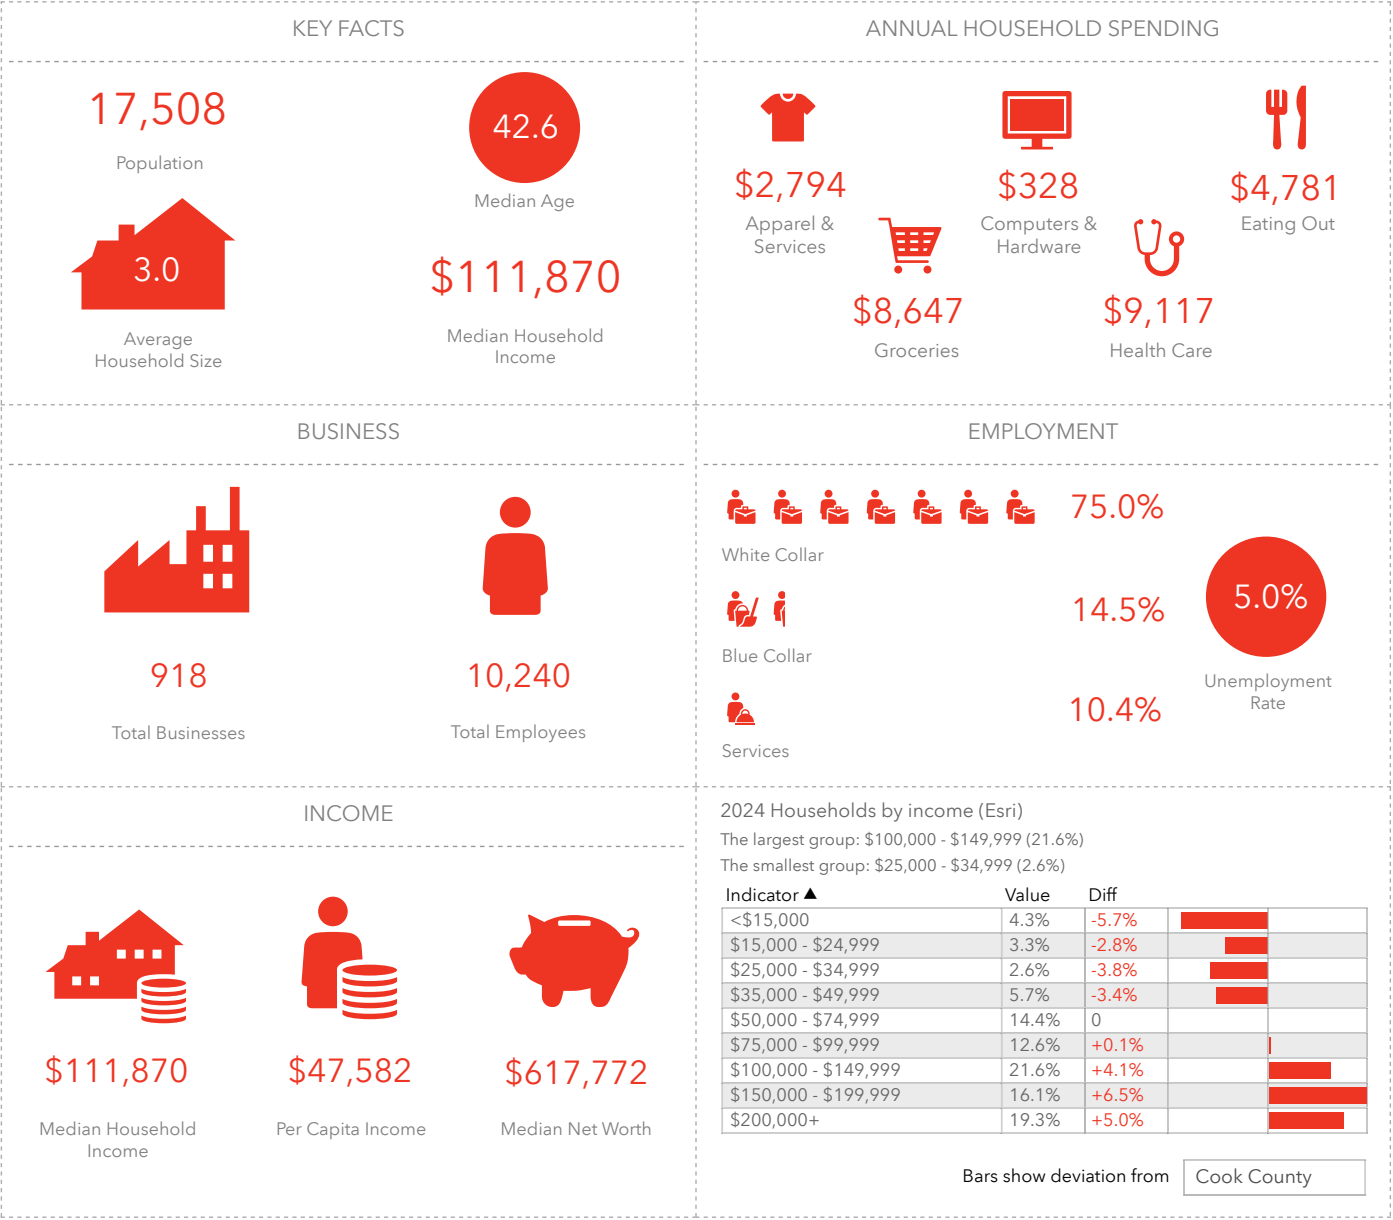 KEY FACTS
17,508
Population
42.6
Median Age
3.0
Average
Household Size
$111,870
Median Household
Income
ANNUAL HOUSEHOLD SPENDING
$2,794
Apparel &
Services
$328
Computers &
Hardware
$4,781
Eating Out
$8,647
Groceries
$9,117
Health Care
BUSINESS
918
Total Businesses
10,240
Total Employees
EMPLOYMENT
75.0%
White Collar
14.5%
Blue Collar
10.4%
Services
5.0%
Unemployment
Rate
INCOME
$111,870
Median Household
Income
$47,582
Per Capita Income
$617,772
Median Net Worth
2024 Households by income (Esri)
The largest group: $100,000 - $149,999 (21.6%)
The smallest group: $25,000 - $34,999 (2.6%)
Indicator ▲ Value Diff
<$15,000 4.3% -5.7%
$15,000 - $24,999 3.3% -2.8%
$25,000 - $34,999 2.6% -3.8%
$35,000 - $49,999 5.7% -3.4%
$50,000 - $74,999 14.4% 0
$75,000 - $99,999 12.6% +0.1%
$100,000 - $149,999 21.6% +4.1%
$150,000 - $199,999 16.1% +6.5%
$200,000+ 19.3% +5.0%
Bars show deviation from Cook County